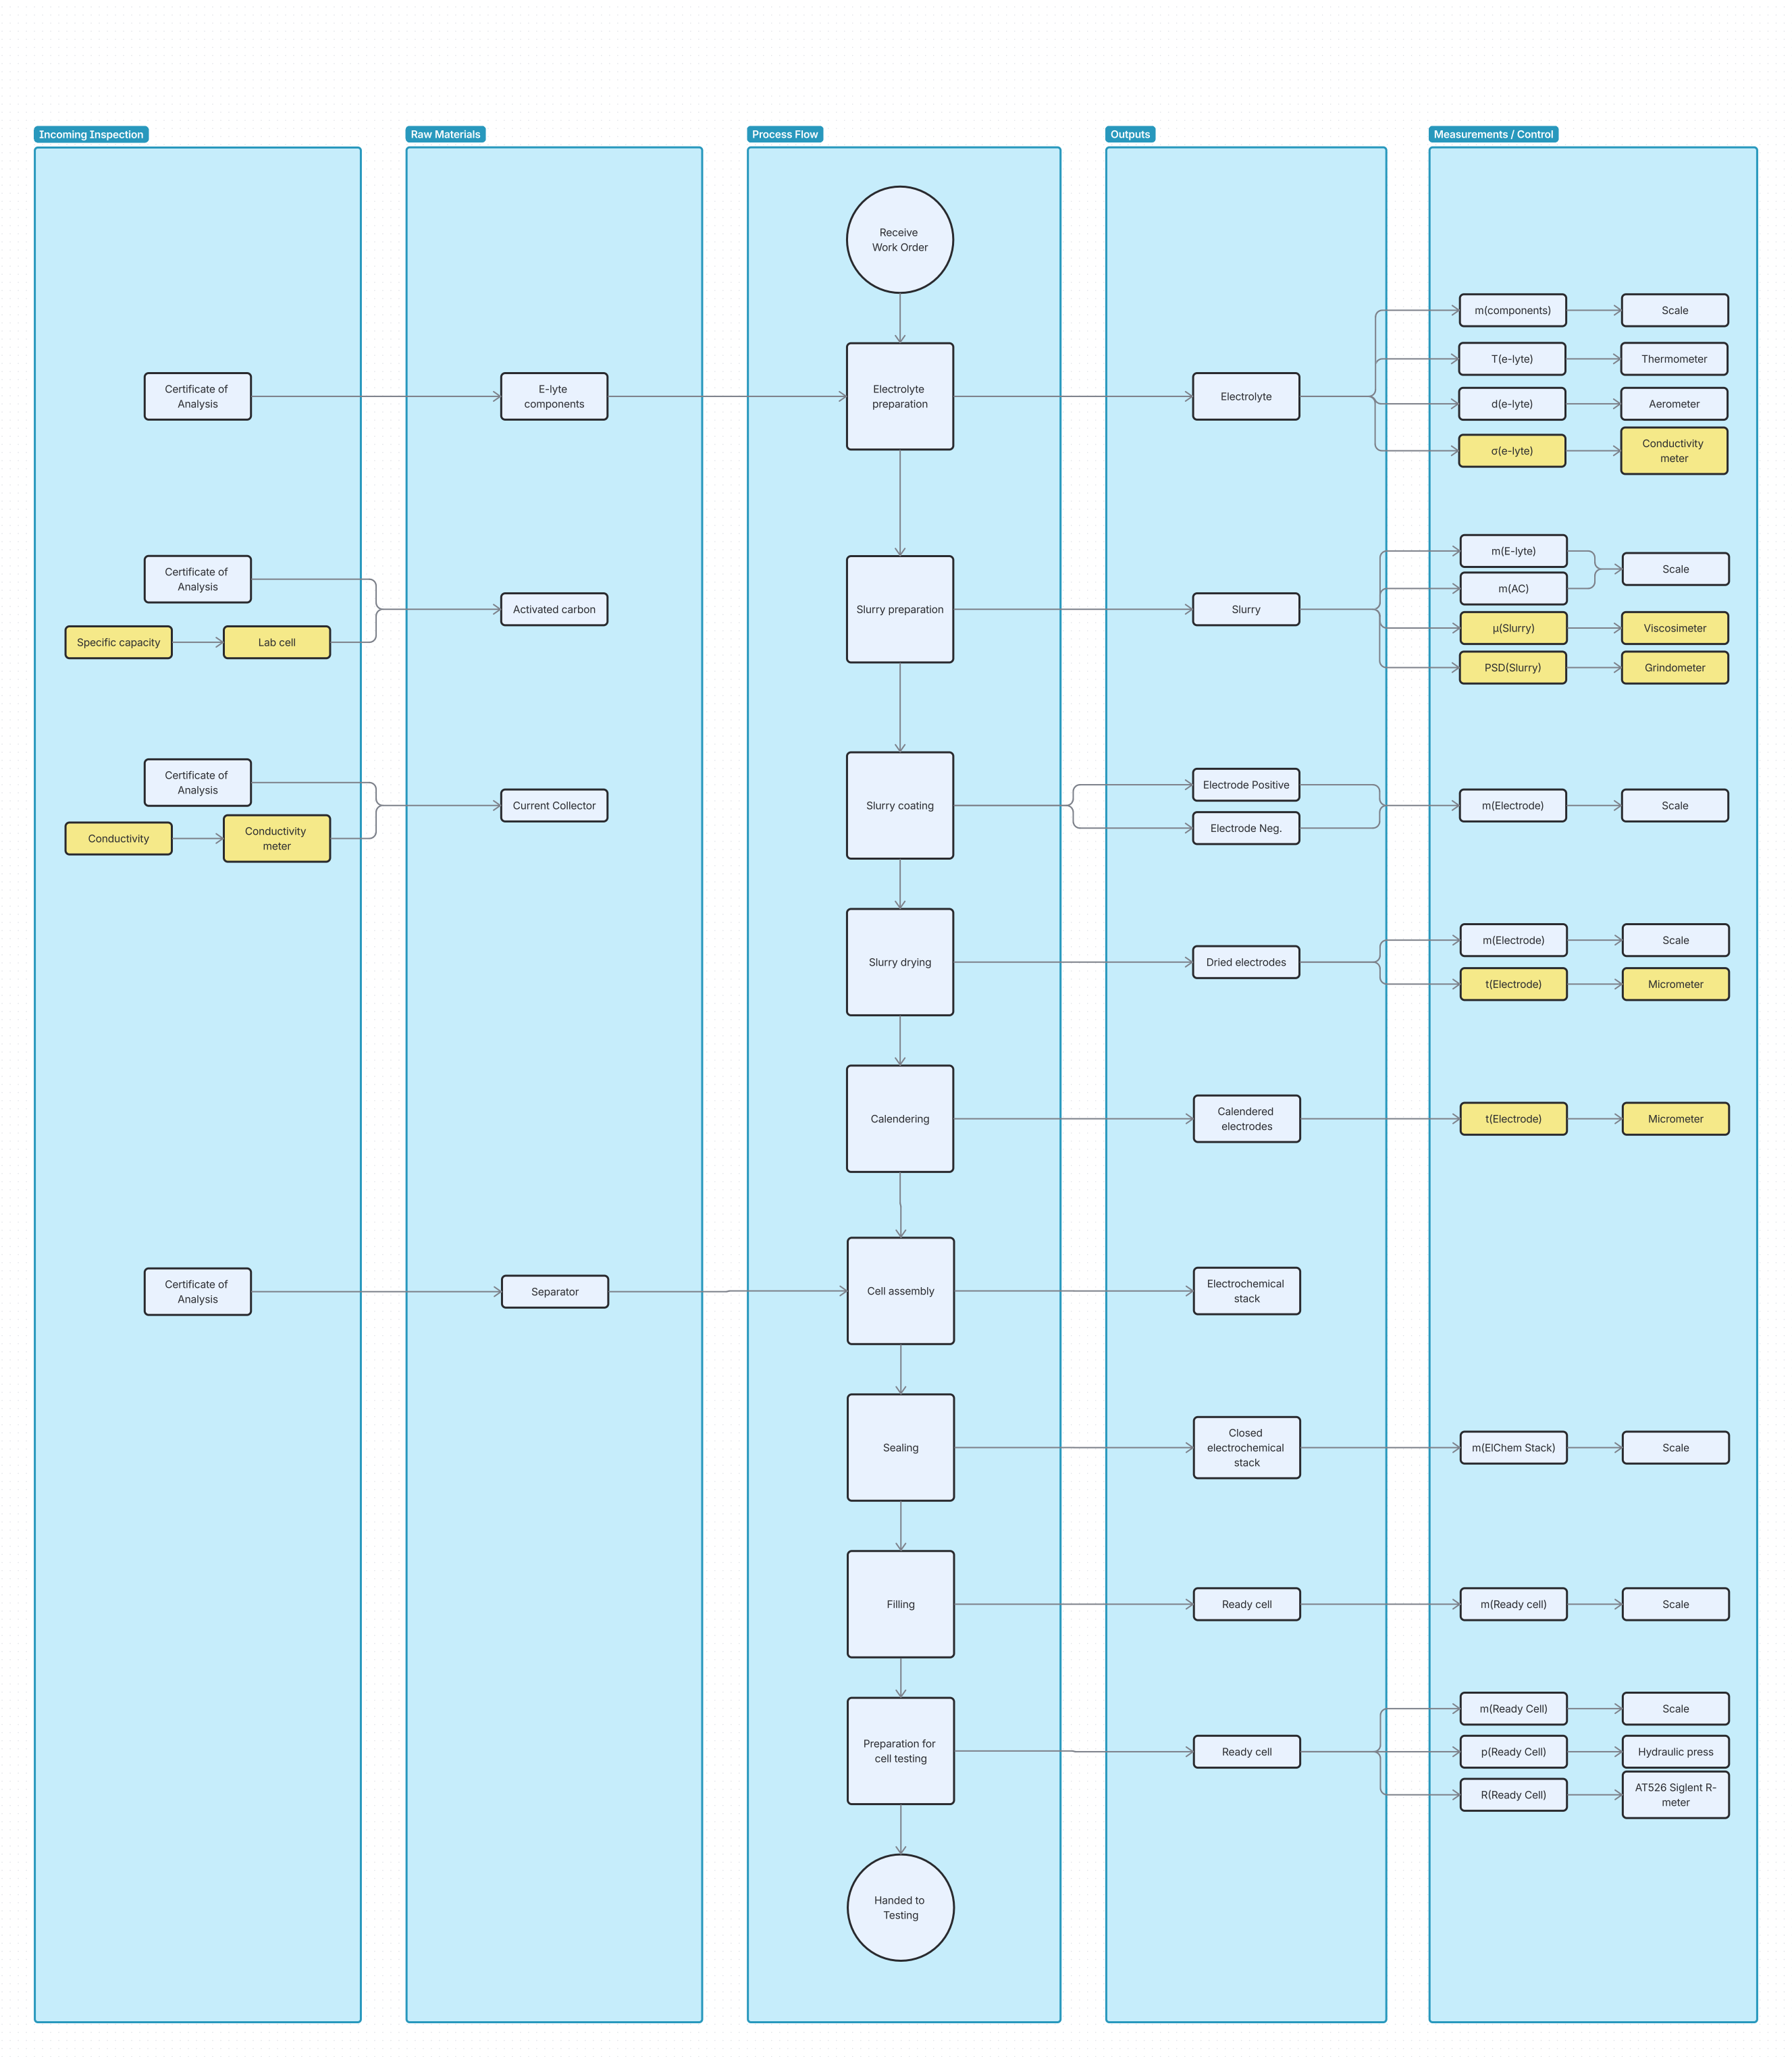 Incoming Inspection
Raw Materials
Process Flow
Outputs
Measurements / Control
Receive
Work Order
Certificate of
Analysis
E-lyte
components
Electrolyte
preparation
Electrolyte
m(components)
Scale
T(e-lyte)
Thermometer
d(e-lyte)
Aerometer
σ(e-lyte)
Conductivity
meter
Certificate of
Analysis
Specific capacity
Lab cell
Activated carbon
Slurry preparation
Slurry
m(E-lyte)
m(AC)
Scale
μ(Slurry)
Viscosimeter
PSD(Slurry)
Grindometer
Certificate of
Analysis
Conductivity
Conductivity
meter
Current Collector
Slurry coating
Electrode Positive
Electrode Neg.
m(Electrode)
Scale
Slurry drying
Dried electrodes
m(Electrode)
Scale
t(Electrode)
Micrometer
Calendering
Calendered
electrodes
t(Electrode)
Micrometer
Certificate of
Analysis
Separator
Cell assembly
Electrochemical
stack
Sealing
Closed
electrochemical
stack
m(ElChem Stack)
Scale
Filling
Ready cell
m(Ready cell)
Scale
Preparation for
cell testing
Ready cell
m(Ready Cell)
Scale
p(Ready Cell)
Hydraulic press
R(Ready Cell)
AT526 Siglent R-
meter
Handed to
Testing